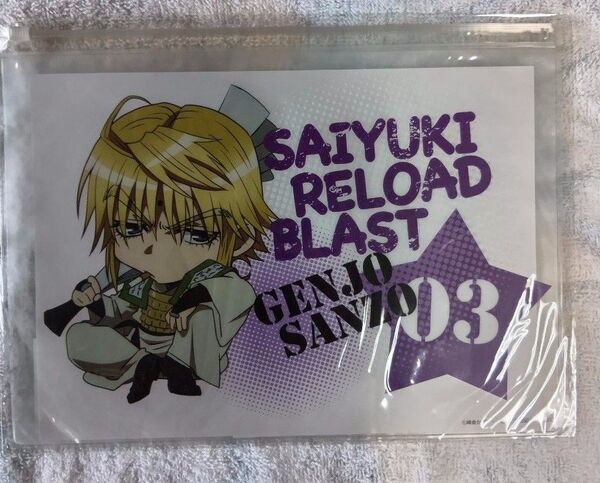 SAIYUKI
RELOAD
BLAST
GENJO
SANZO
03